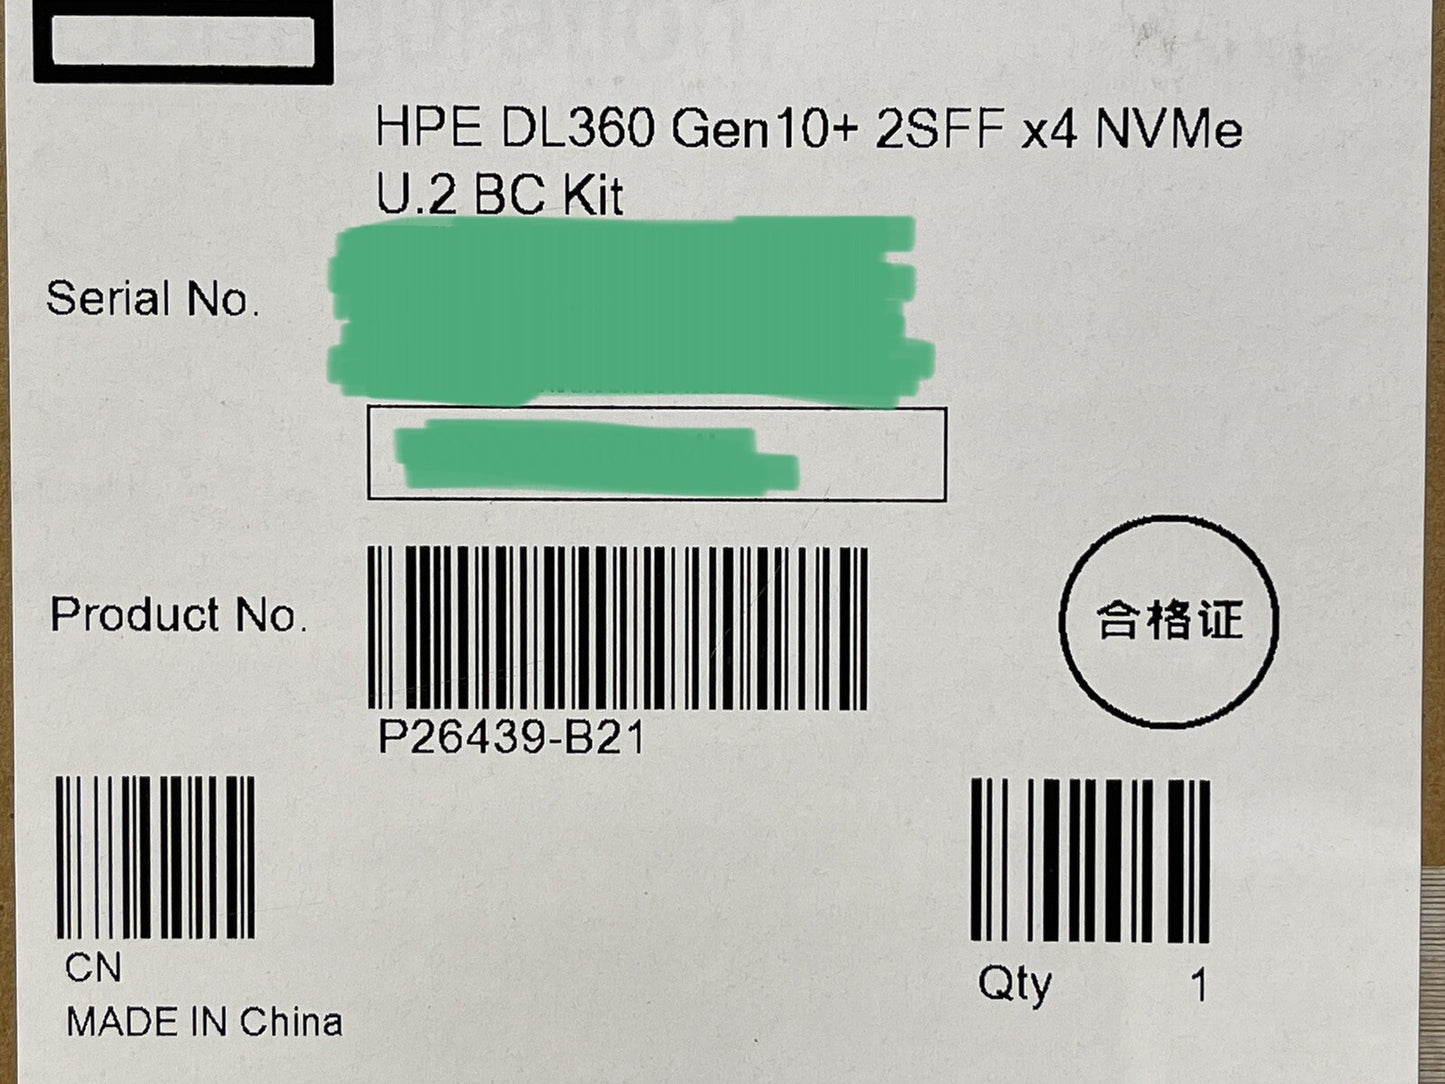 HPE DL360 Gen10+ 2SFF x4 NVMe
U.2 BC Kit
Serial No.
Product No.
P26439-B21
合格证
CN
MADE IN China
Qty 1